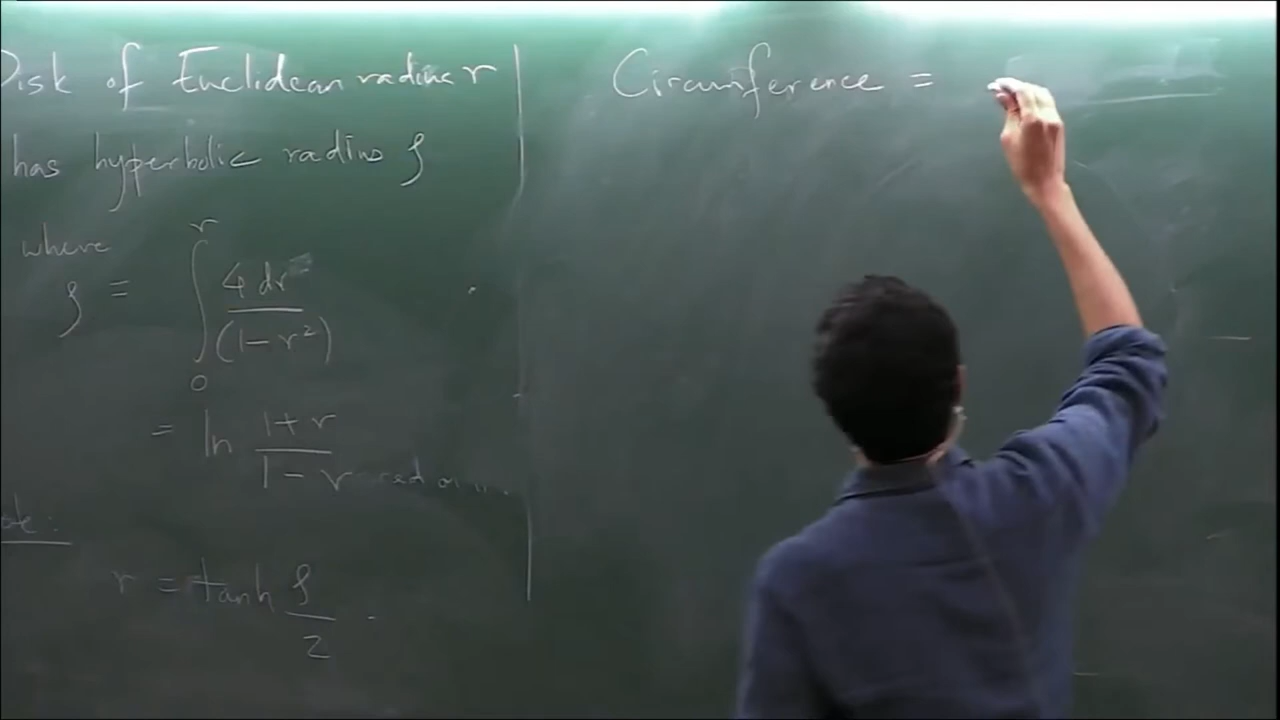 Disk of Euclidean radius r
has hyperbolic radius ρ
where
ρ = ∫₀^r 4 dr / (1 - r²)
= ln (1 + r) / (1 - r)
r = tanh ρ/2 .
Circumference =